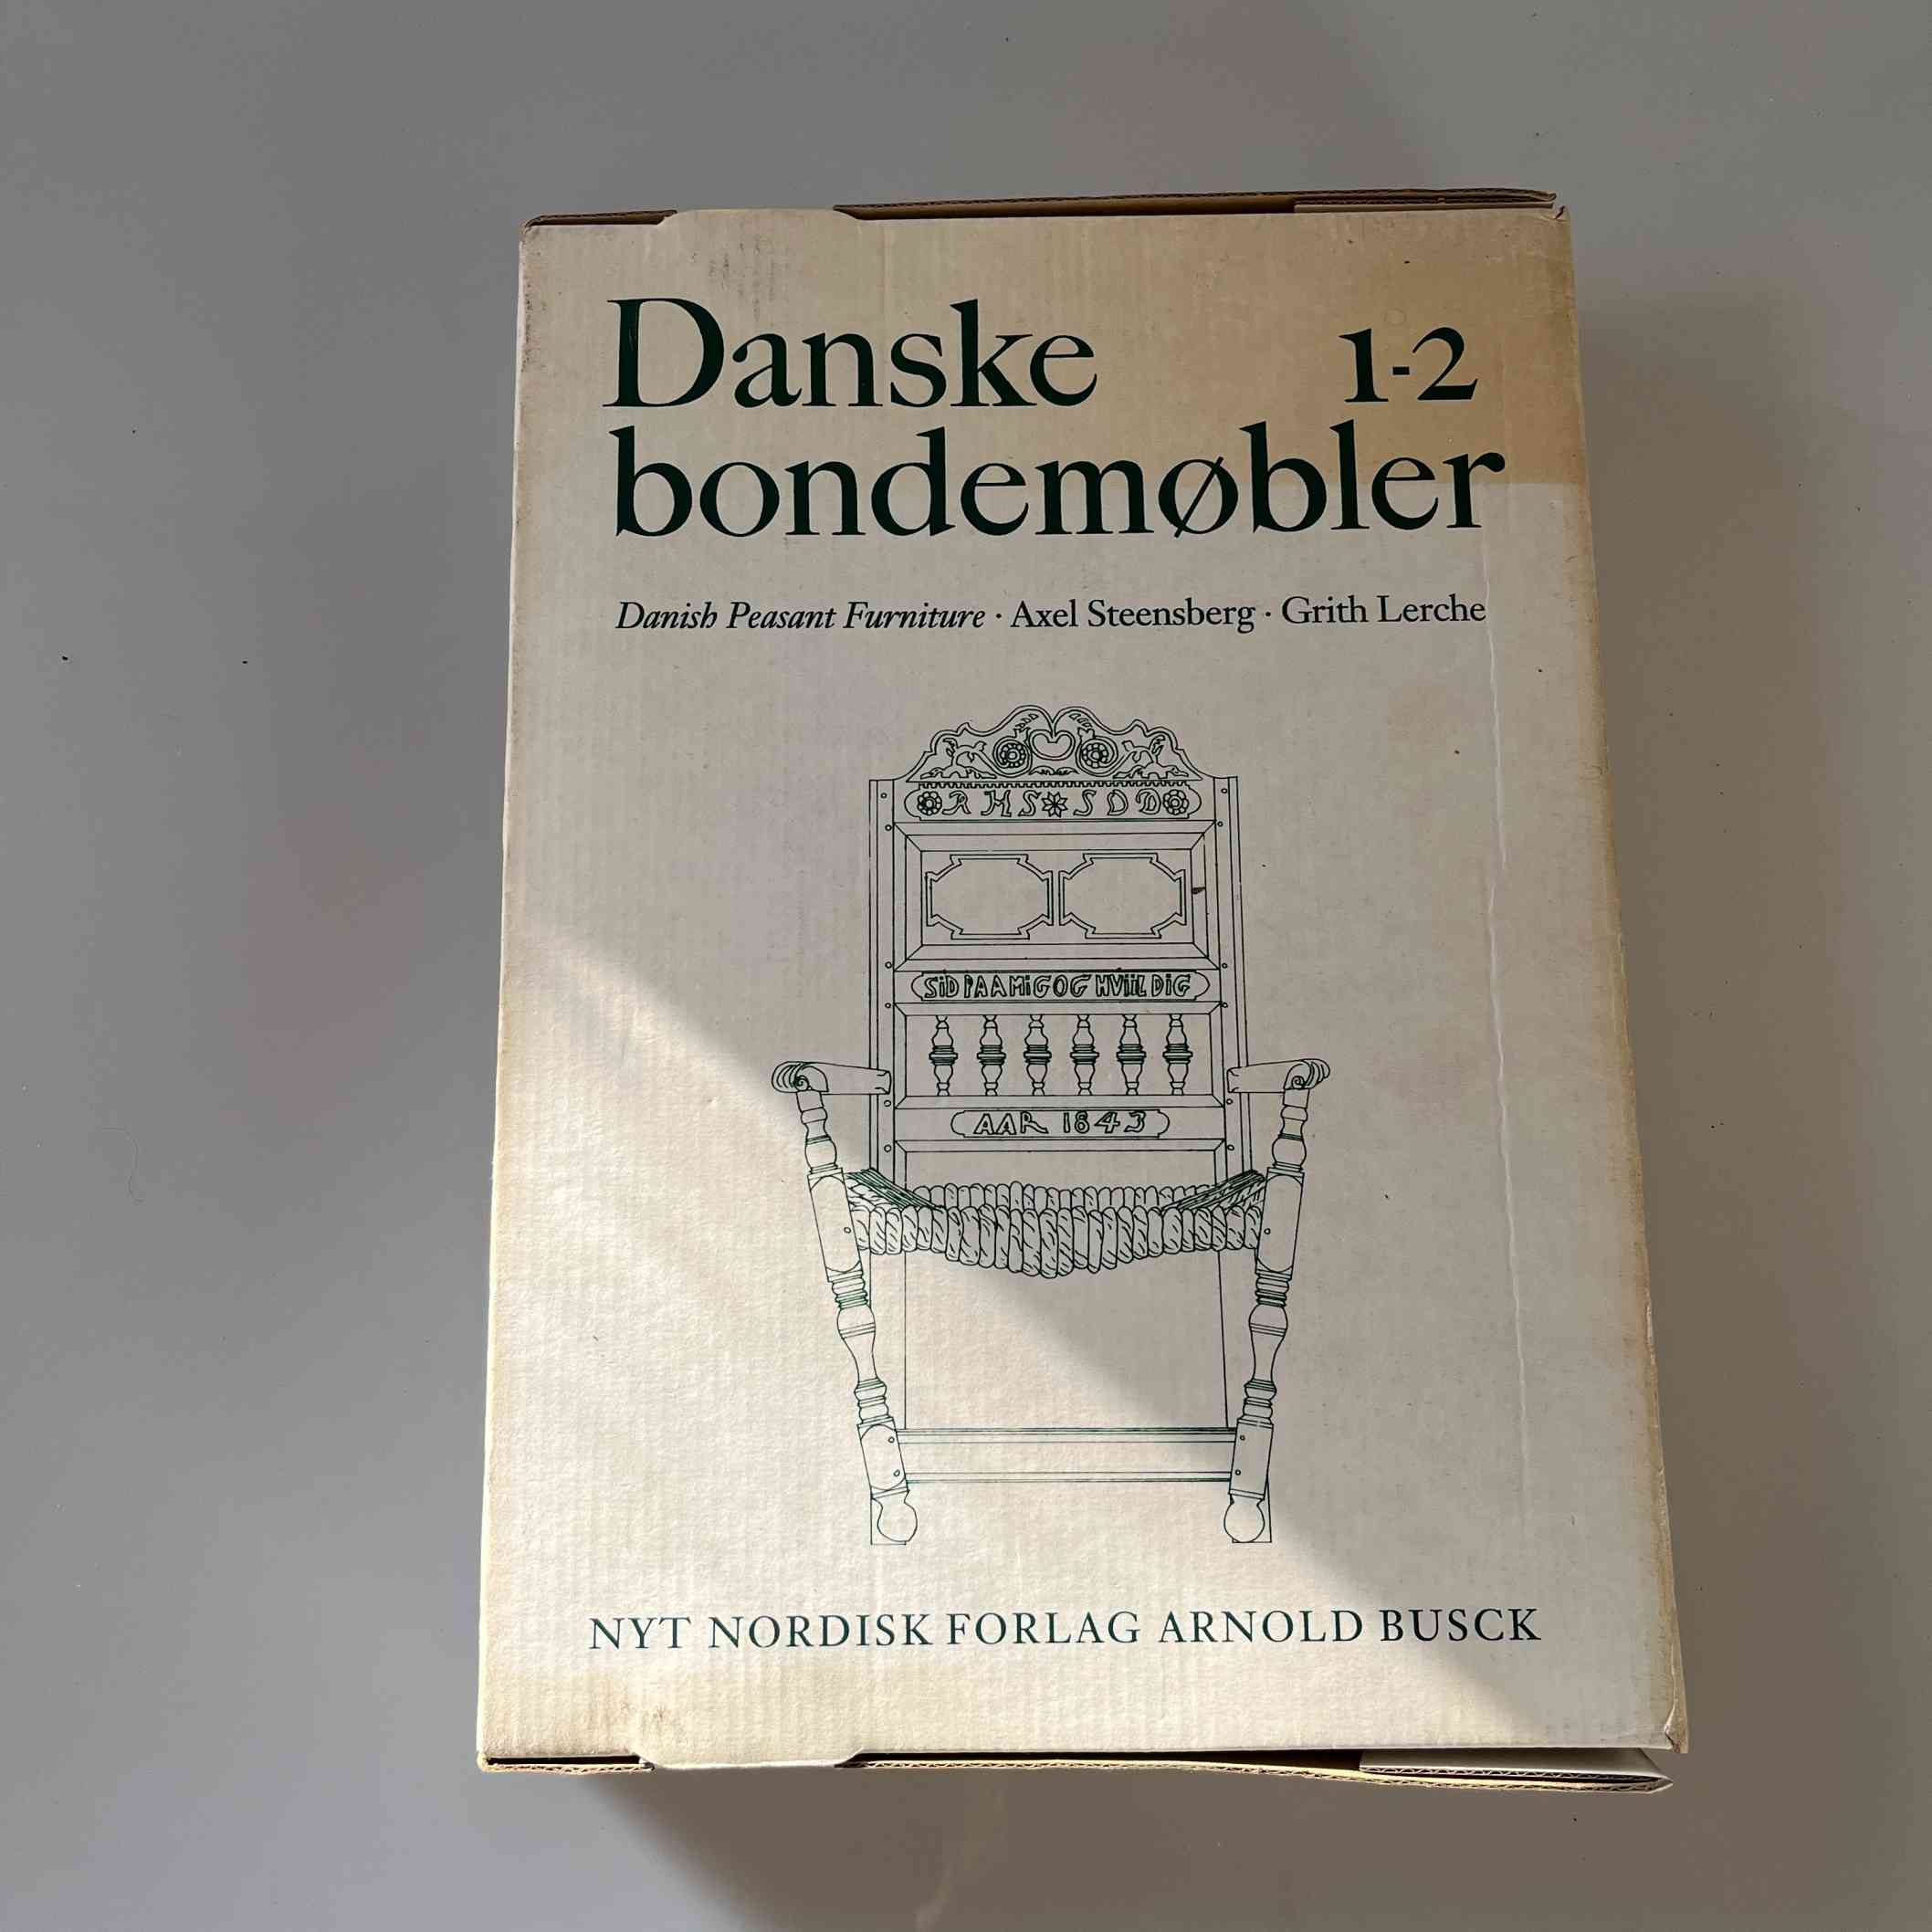 Danske 1-2
bondemøbler
Danish Peasant Furniture · Axel Steensberg · Grith Lerche
R H S S D D
SID PAA MIG OG HVIIL DIG
AAR 1843
NYT NORDISK FORLAG ARNOLD BUSCK